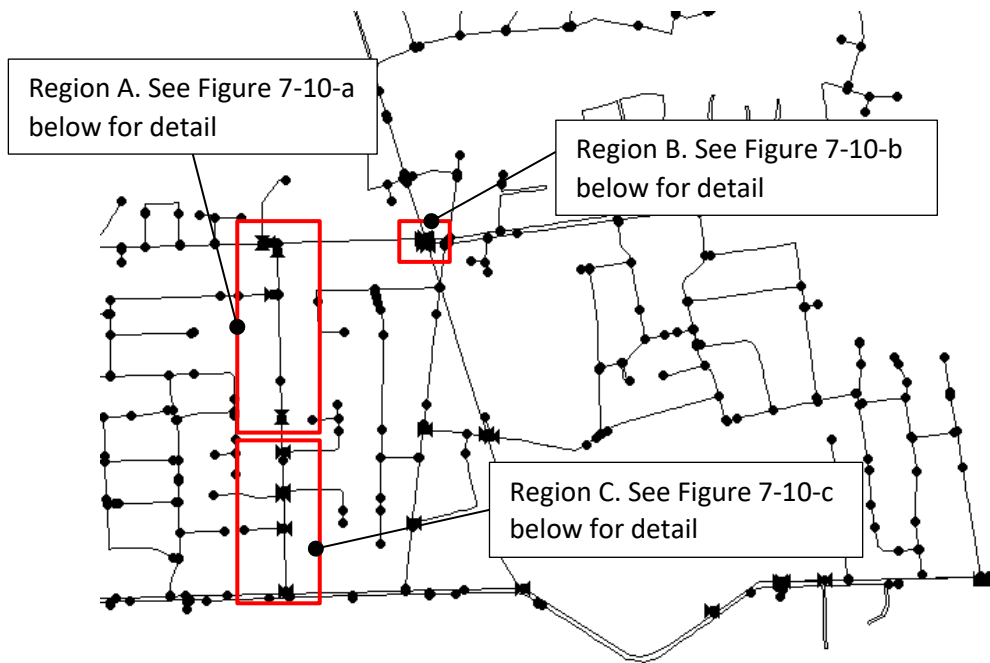 Region A. See Figure 7-10-a
below for detail
Region B. See Figure 7-10-b
below for detail
Region C. See Figure 7-10-c
below for detail